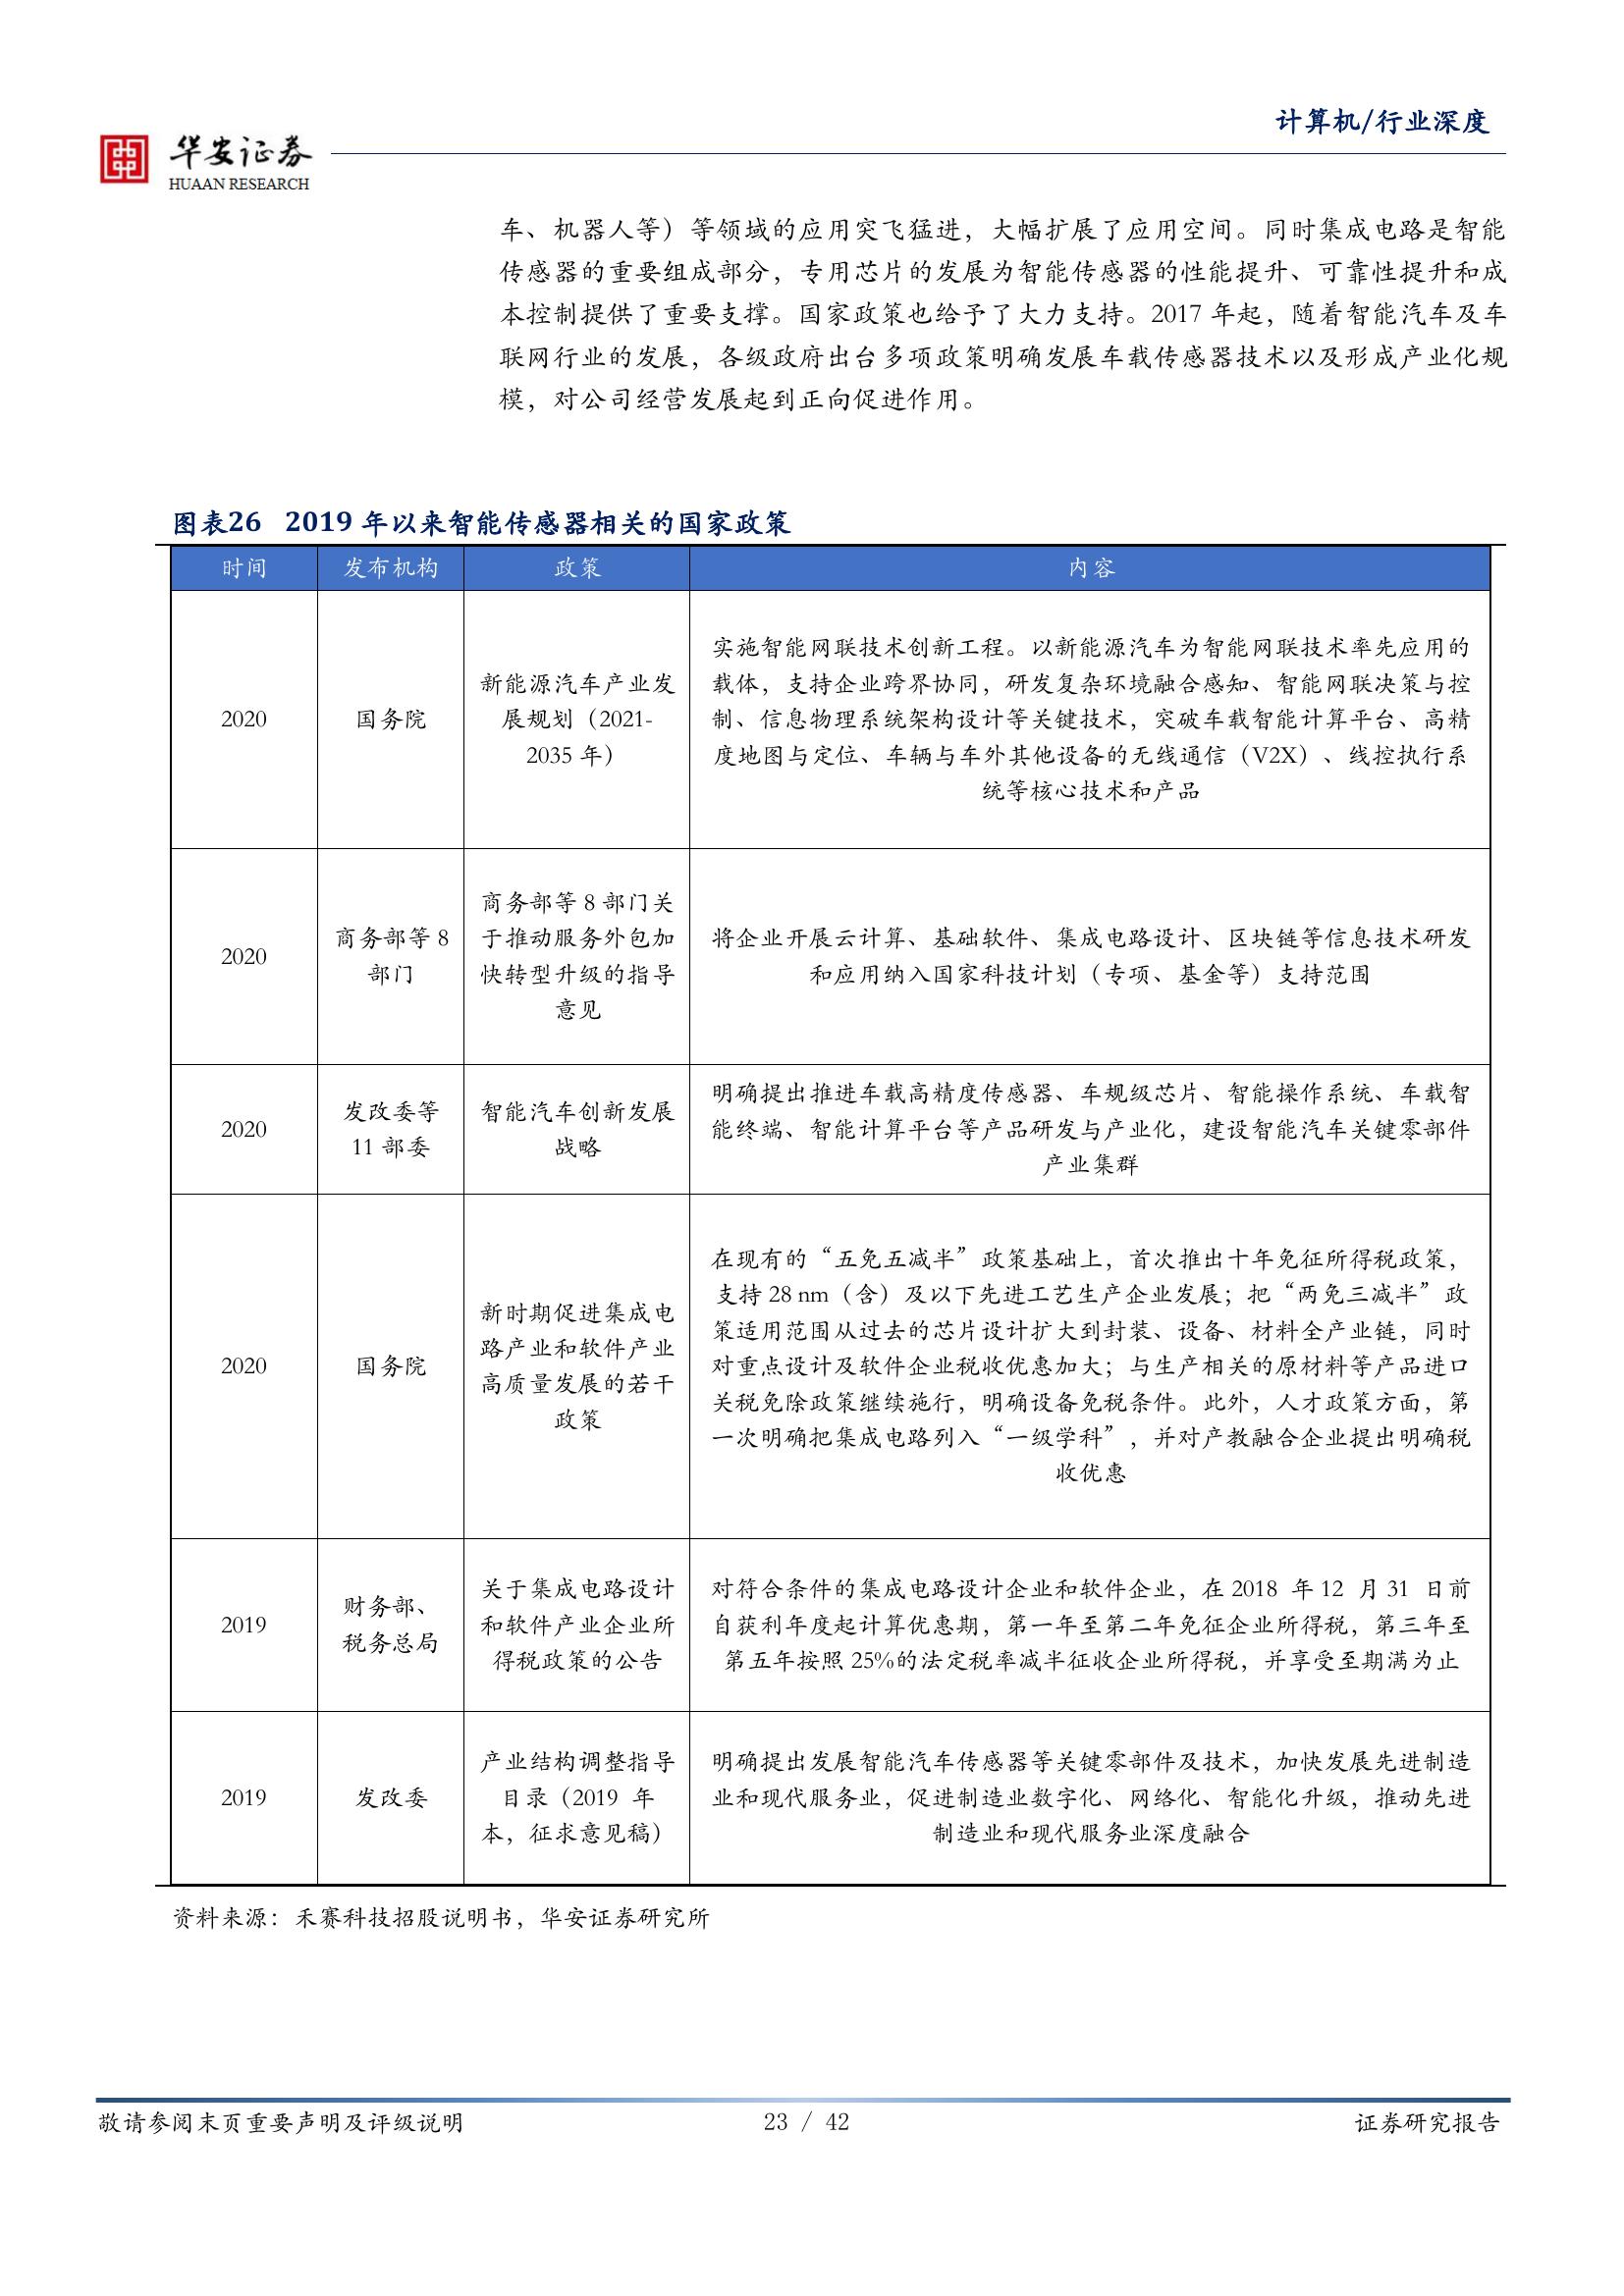 计算机/行业深度
华安证券
HUAAN RESEARCH
车、机器人等）等领域的应用突飞猛进，大幅扩展了应用空间。同时集成电路是智能
传感器的重要组成部分，专用芯片的发展为智能传感器的性能提升、可靠性提升和成
本控制提供了重要支撑。国家政策也给予了大力支持。2017 年起，随着智能汽车及车
联网行业的发展，各级政府出台多项政策明确发展车载传感器技术以及形成产业化规
模，对公司经营发展起到正向促进作用。
图表26 2019 年以来智能传感器相关的国家政策
时间 发布机构 政策 内容
2020
国务院
新能源汽车产业发
展规划（2021-
2035 年）
实施智能网联技术创新工程。以新能源汽车为智能网联技术率先应用的
载体，支持企业跨界协同，研发复杂环境融合感知、智能网联决策与控
制、信息物理系统架构设计等关键技术，突破车载智能计算平台、高精
度地图与定位、车辆与车外其他设备的无线通信（V2X）、线控执行系
统等核心技术和产品
2020
商务部等 8
部门
商务部等 8 部门关
于推动服务外包加
快转型升级的指导
意见
将企业开展云计算、基础软件、集成电路设计、区块链等信息技术研发
和应用纳入国家科技计划（专项、基金等）支持范围
2020
发改委等
11 部委
智能汽车创新发展
战略
明确提出推进车载高精度传感器、车规级芯片、智能操作系统、车载智
能终端、智能计算平台等产品研发与产业化，建设智能汽车关键零部件
产业集群
2020
国务院
新时期促进集成电
路产业和软件产业
高质量发展的若干
政策
在现有的“五免五减半”政策基础上，首次推出十年免征所得税政策，
支持 28 nm（含）及以下先进工艺生产企业发展；把“两免三减半”政
策适用范围从过去的芯片设计扩大到封装、设备、材料全产业链，同时
对重点设计及软件企业税收优惠加大；与生产相关的原材料等产品进口
关税免除政策继续施行，明确设备免税条件。此外，人才政策方面，第
一次明确把集成电路列入“一级学科”，并对产教融合企业提出明确税
收优惠
2019
财务部、
税务总局
关于集成电路设计
和软件产业企业所
得税政策的公告
对符合条件的集成电路设计企业和软件企业，在 2018 年 12 月 31 日前
自获利年度起计算优惠期，第一年至第二年免征企业所得税，第三年至
第五年按照 25%的法定税率减半征收企业所得税，并享受至期满为止
2019
发改委
产业结构调整指导
目录（2019 年
本，征求意见稿）
明确提出发展智能汽车传感器等关键零部件及技术，加快发展先进制造
业和现代服务业，促进制造业数字化、网络化、智能化升级，推动先进
制造业和现代服务业深度融合
资料来源：禾赛科技招股说明书，华安证券研究所
敬请参阅末页重要声明及评级说明 23 / 42 证券研究报告